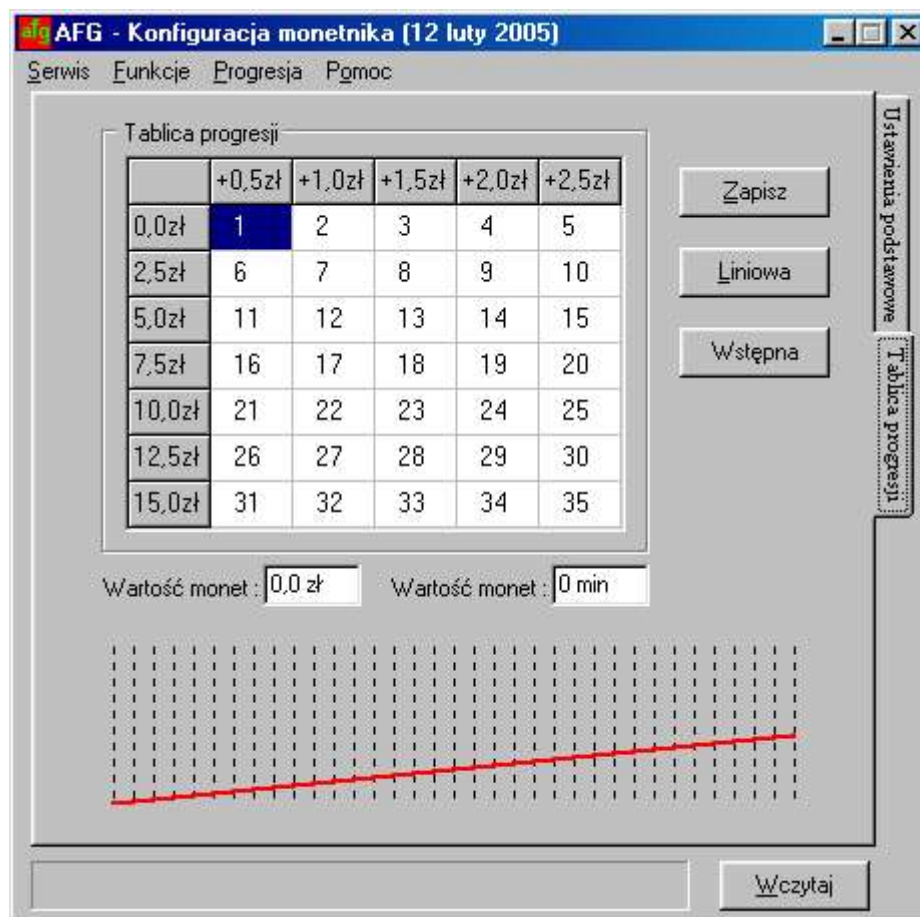 afg AFG - Konfiguracja monetnika (12 luty 2005)
Serwis Funkcje Progresja Pomoc
Tablica progresji
+0,5zł +1,0zł +1,5zł +2,0zł +2,5zł
0,0zł 1 2 3 4 5
2,5zł 6 7 8 9 10
5,0zł 11 12 13 14 15
7,5zł 16 17 18 19 20
10,0zł 21 22 23 24 25
12,5zł 26 27 28 29 30
15,0zł 31 32 33 34 35
Zapisz
Liniowa
Wstępna
Ustawienia podstawowe
Tablica progresji
Wartość monet : 0,0 zł Wartość monet : 0 min
Wczytaj